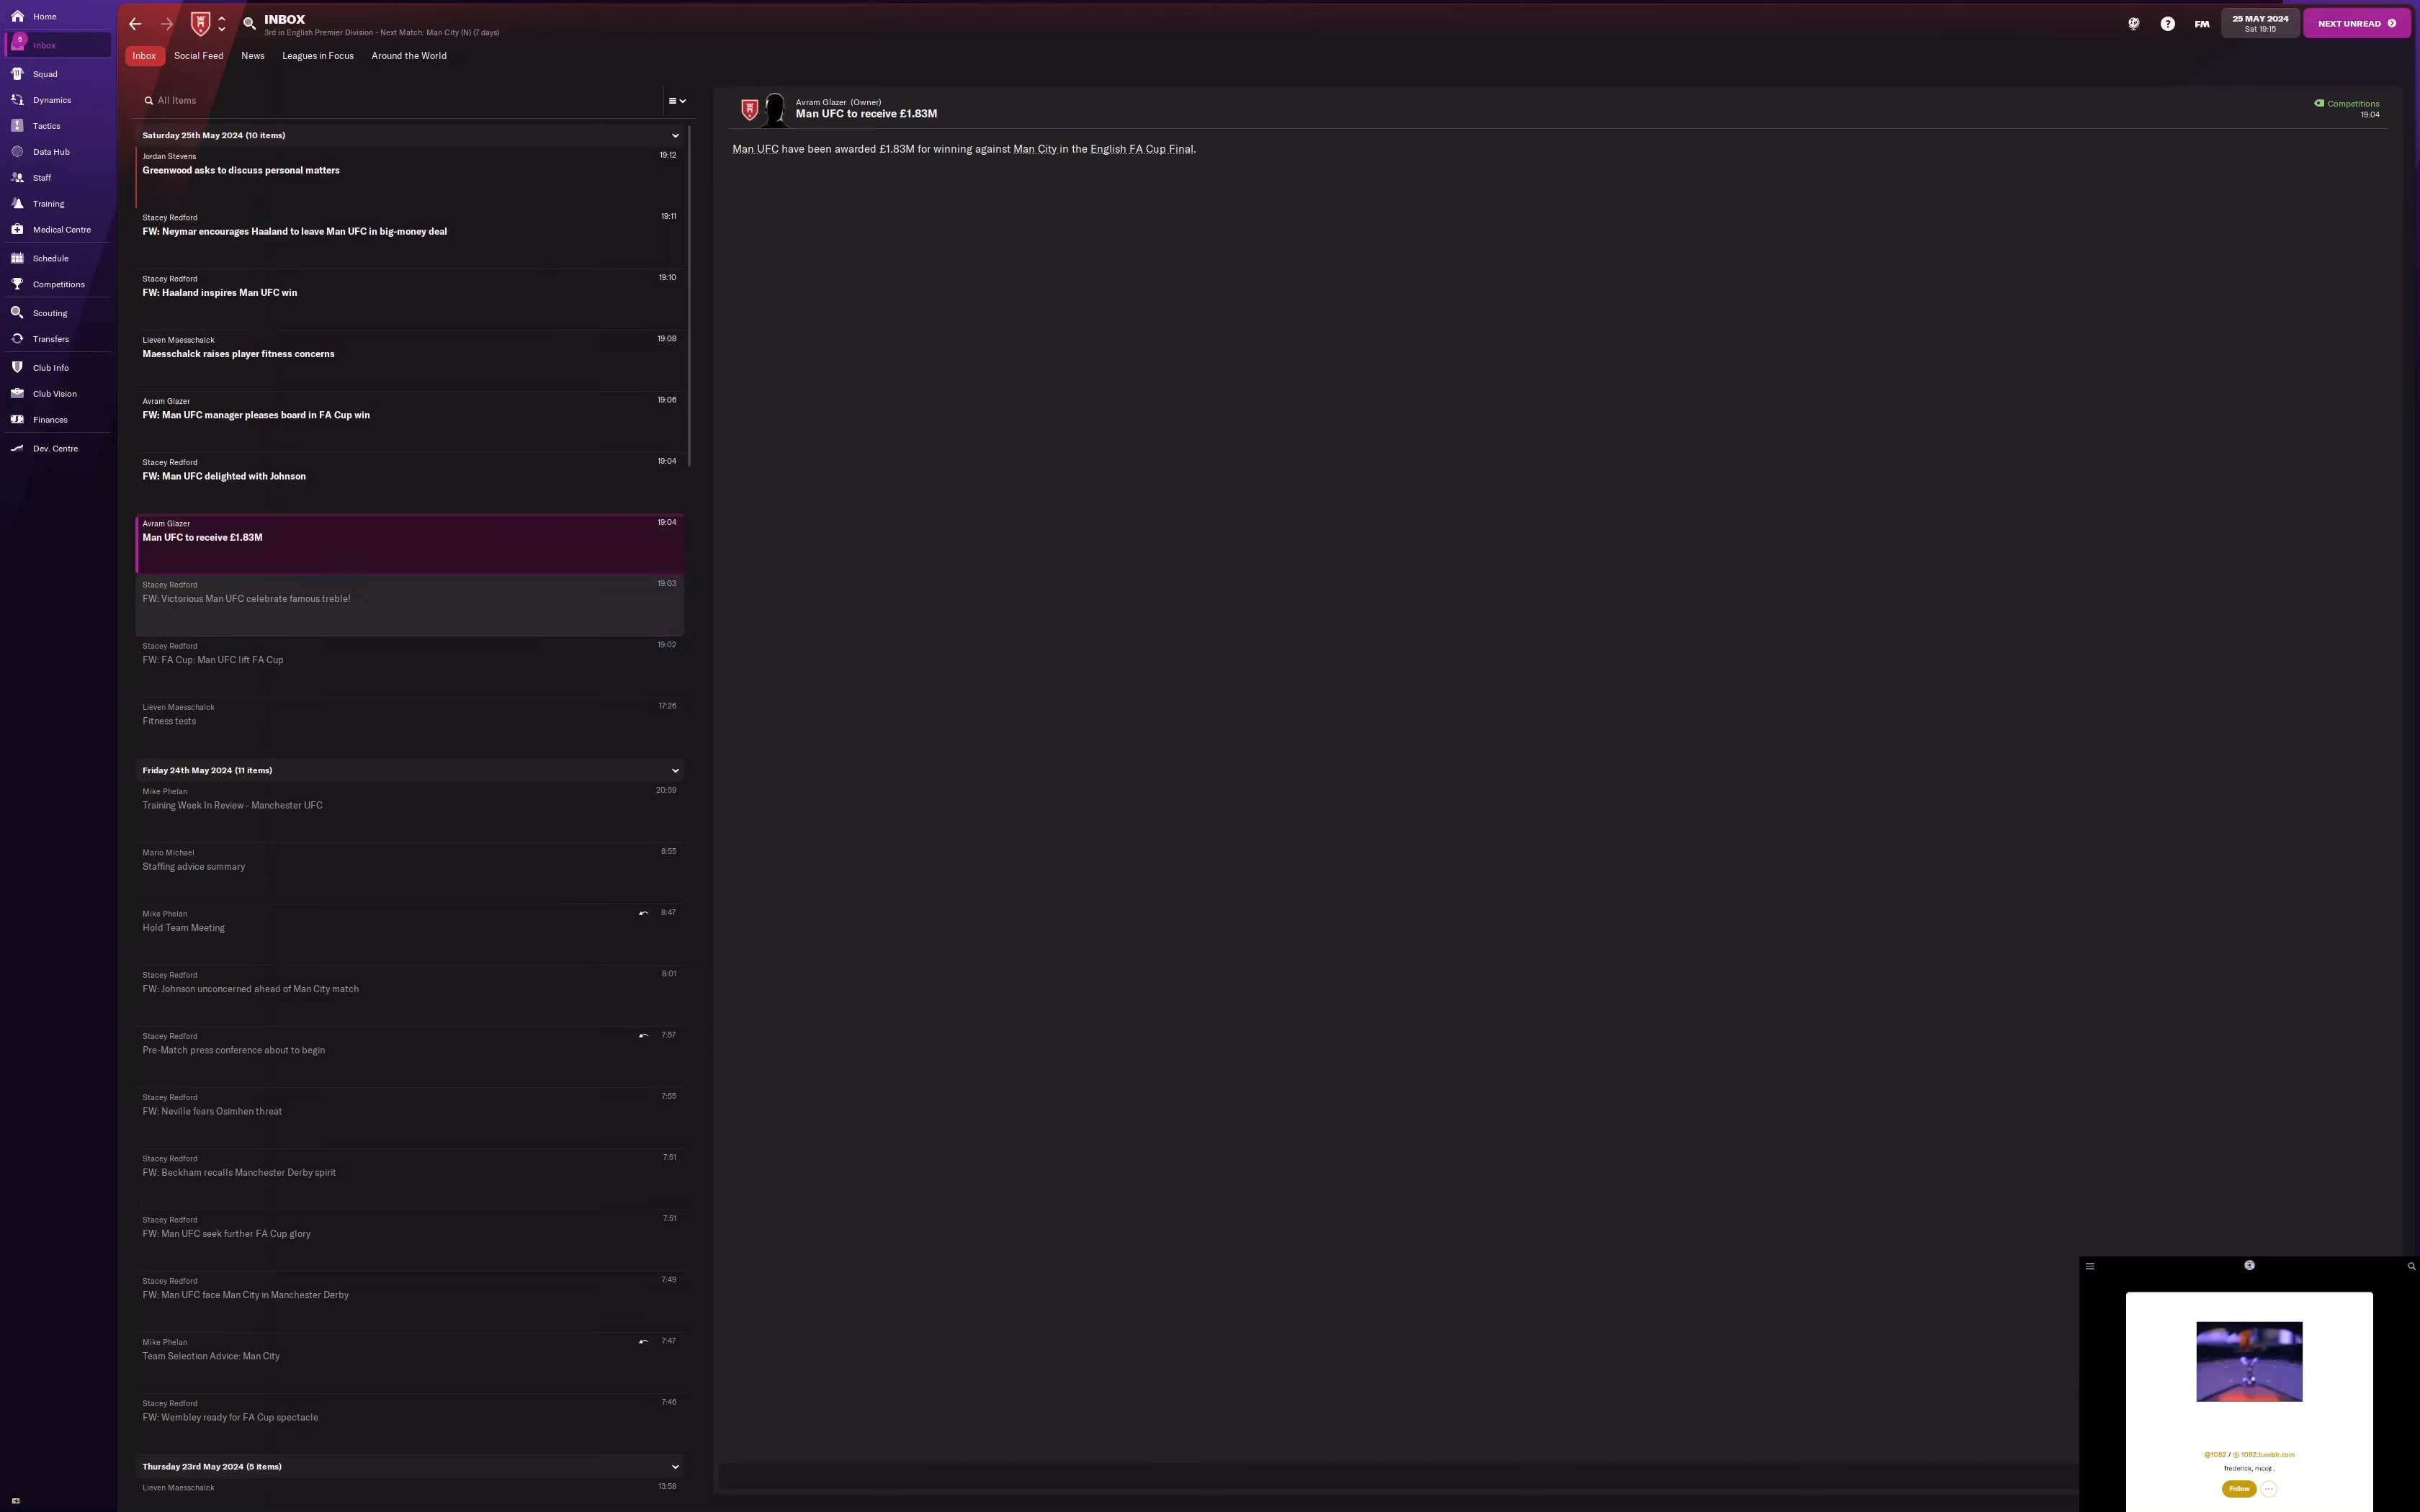 Home
6
Inbox
Squad
Dynamics
Tactics
Data Hub
Staff
Training
Medical Centre
Schedule
Competitions
Scouting
Transfers
Club Info
Club Vision
Finances
Dev. Centre
INBOX
3rd in English Premier Division - Next Match: Man City (N) (7 days)
FM
25 MAY 2024
Sat 19:15
NEXT UNREAD
Inbox Social Feed News Leagues in Focus Around the World
All Items
Saturday 25th May 2024 (10 items)
Jordan Stevens 19:12
Greenwood asks to discuss personal matters
Stacey Redford 19:11
FW: Neymar encourages Haaland to leave Man UFC in big-money deal
Stacey Redford 19:10
FW: Haaland inspires Man UFC win
Lieven Maesschalck 19:08
Maesschalck raises player fitness concerns
Avram Glazer 19:06
FW: Man UFC manager pleases board in FA Cup win
Stacey Redford 19:04
FW: Man UFC delighted with Johnson
Avram Glazer 19:04
Man UFC to receive £1.83M
Stacey Redford 19:03
FW: Victorious Man UFC celebrate famous treble!
Stacey Redford 19:02
FW: FA Cup: Man UFC lift FA Cup
Lieven Maesschalck 17:26
Fitness tests
Friday 24th May 2024 (11 items)
Mike Phelan 20:59
Training Week In Review - Manchester UFC
Mario Michael 8:55
Staffing advice summary
Mike Phelan 8:47
Hold Team Meeting
Stacey Redford 8:01
FW: Johnson unconcerned ahead of Man City match
Stacey Redford 7:57
Pre-Match press conference about to begin
Stacey Redford 7:55
FW: Neville fears Osimhen threat
Stacey Redford 7:51
FW: Beckham recalls Manchester Derby spirit
Stacey Redford 7:51
FW: Man UFC seek further FA Cup glory
Stacey Redford 7:49
FW: Man UFC face Man City in Manchester Derby
Mike Phelan 7:47
Team Selection Advice: Man City
Stacey Redford 7:46
FW: Wembley ready for FA Cup spectacle
Thursday 23rd May 2024 (5 items)
Lieven Maesschalck 13:58
Avram Glazer (Owner)
Man UFC to receive £1.83M
Competitions
19:04
Man UFC have been awarded £1.83M for winning against Man City in the English FA Cup Final.
@1082 / 1082.tumblr.com
frederick,
Follow